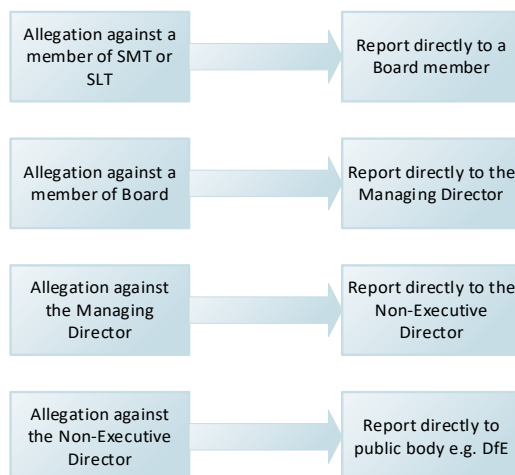 Allegation against a
member of SMT or
SLT
Report directly to a
Board member
Allegation against a
member of Board
Report directly to the
Managing Director
Allegation against
the Managing
Director
Report directly to the
Non-Executive
Director
Allegation against
the Non-Executive
Director
Report directly to
public body e.g. DfE